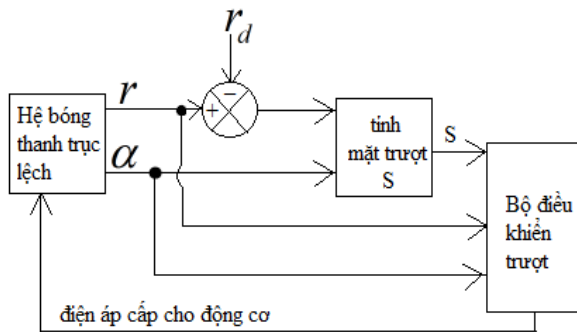 r_d
−
+
r
α
Hệ bóng
thanh trục
lệch
tính
mặt trượt
S
S
Bộ điều
khiển
trượt
điện áp cấp cho động cơ